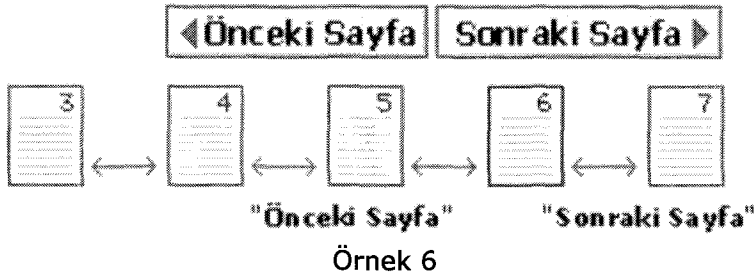 Önceki Sayfa Sonraki Sayfa
3 4 5 6 7
"Önceki Sayfa" "Sonraki Sayfa"
Örnek 6